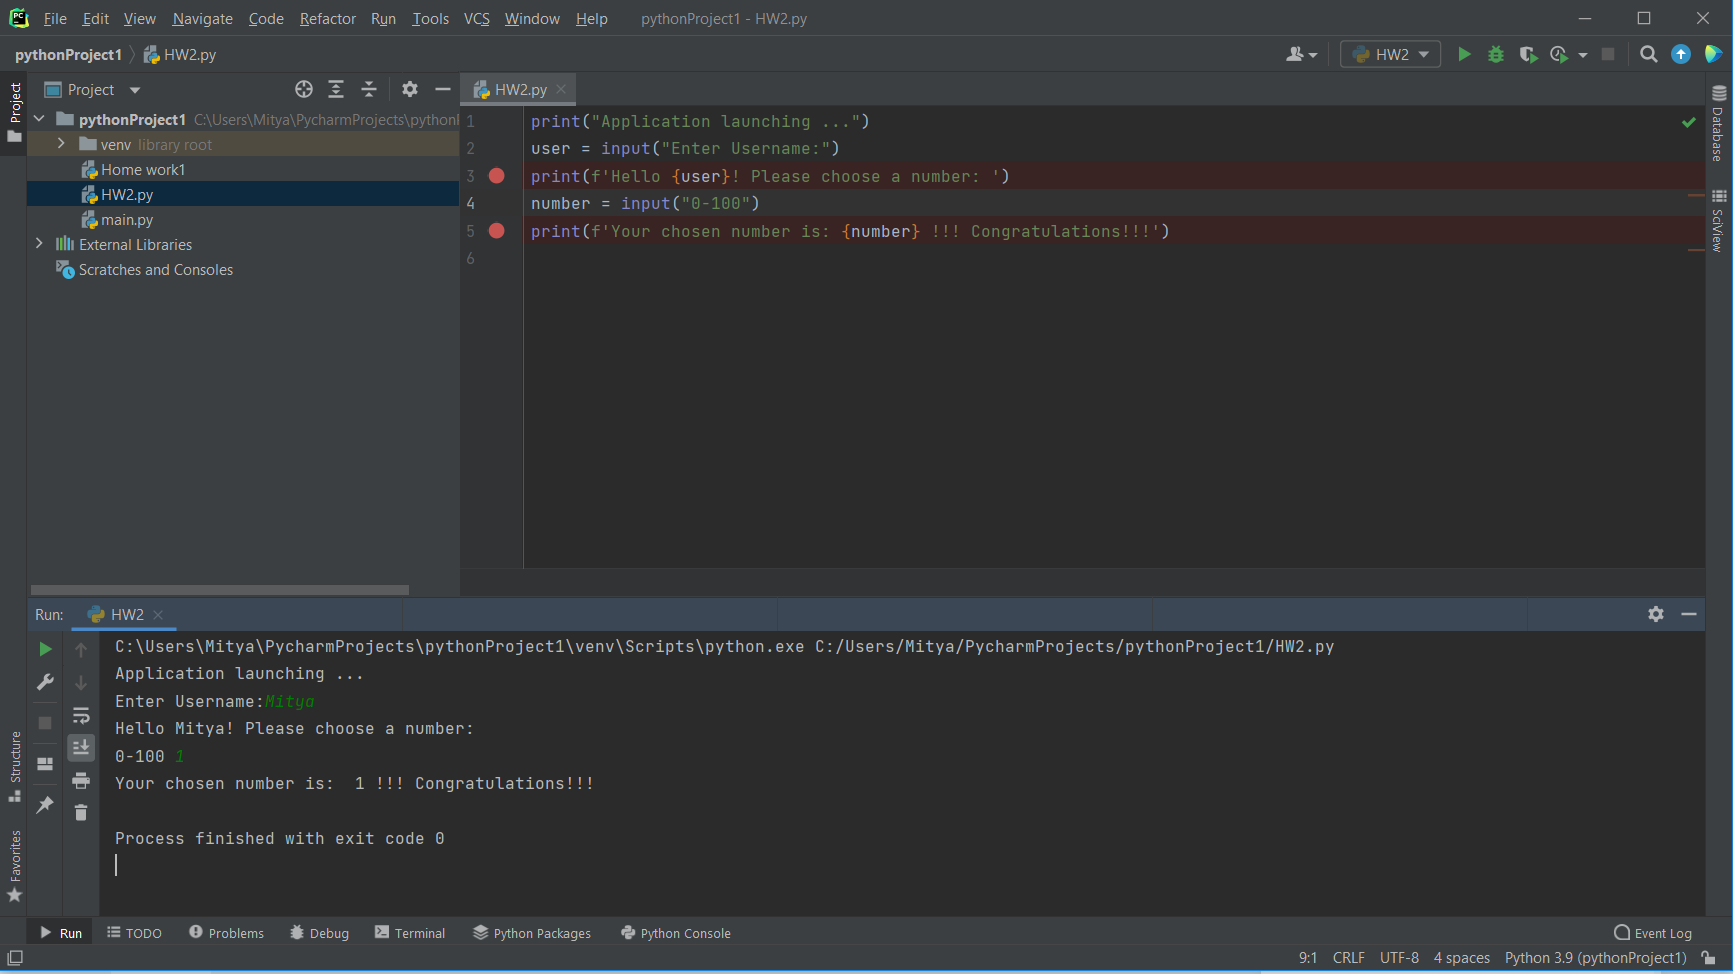 File Edit View Navigate Code Refactor Run Tools VCS Window Help pythonProject1 - HW2.py
pythonProject1 HW2.py HW2
Project
Project
HW2.py
pythonProject1 C:\Users\Mitya\PycharmProjects\python
venv library root
Home work1
HW2.py
main.py
External Libraries
Scratches and Consoles
1 print("Application launching ...")
2 user = input("Enter Username:")
3 print(f'Hello {user}! Please choose a number: ')
4 number = input("0-100")
5 print(f'Your chosen number is: {number} !!! Congratulations!!!')
6
Database
SciView
Run: HW2
C:\Users\Mitya\PycharmProjects\pythonProject1\venv\Scripts\python.exe C:/Users/Mitya/PycharmProjects/pythonProject1/HW2.py
Application launching ...
Enter Username:Mitya
Hello Mitya! Please choose a number:
0-100 1
Your chosen number is:  1 !!! Congratulations!!!
Process finished with exit code 0
Structure
Favorites
Run TODO Problems Debug Terminal Python Packages Python Console Event Log
9:1 CRLF UTF-8 4 spaces Python 3.9 (pythonProject1)